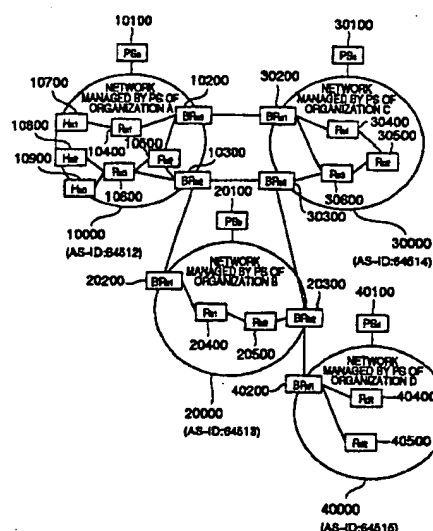 10100
30100
PSa
PSc
10700
10200
30200
NETWORK
MANAGED BY PS OF
ORGANIZATION A
NETWORK
MANAGED BY PS OF
ORGANIZATION C
10800
30400
30500
10900
10400
10500
10300
20100
10600
30600
30300
10000
(AS-ID:64512)
30000
(AS-ID:64514)
20200
NETWORK
MANAGED BY PS OF
ORGANIZATION B
20300
40100
20400
20500
40200
NETWORK
MANAGED BY PS OF
ORGANIZATION D
40400
20000
(AS-ID:64513)
40500
40000
(AS-ID:64515)